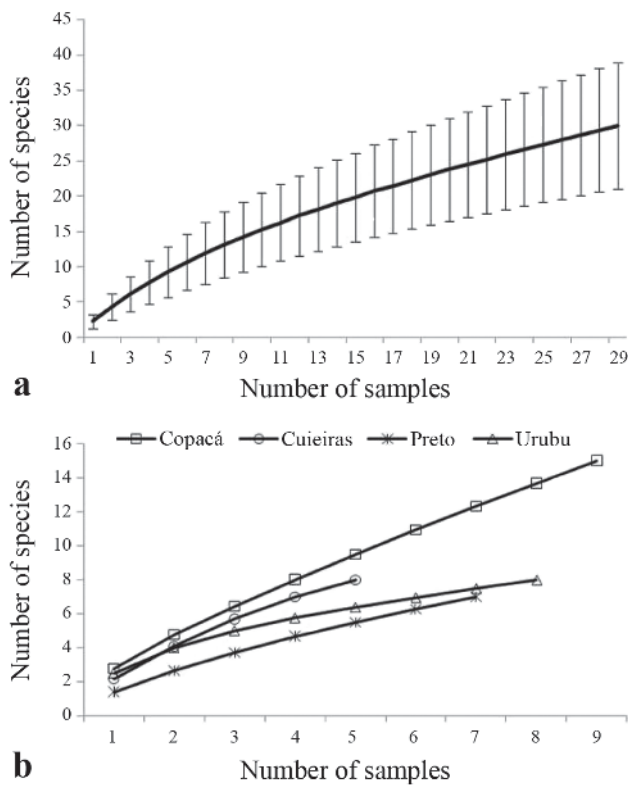 45
40
35
30
25
20
15
10
5
0
Number of species
1 3 5 7 9 11 13 15 17 19 21 23 25 27 29
a
Number of samples
Copacá Cuieiras Preto Urubu
16
14
12
10
8
6
4
2
0
Number of species
1 2 3 4 5 6 7 8 9
b
Number of samples